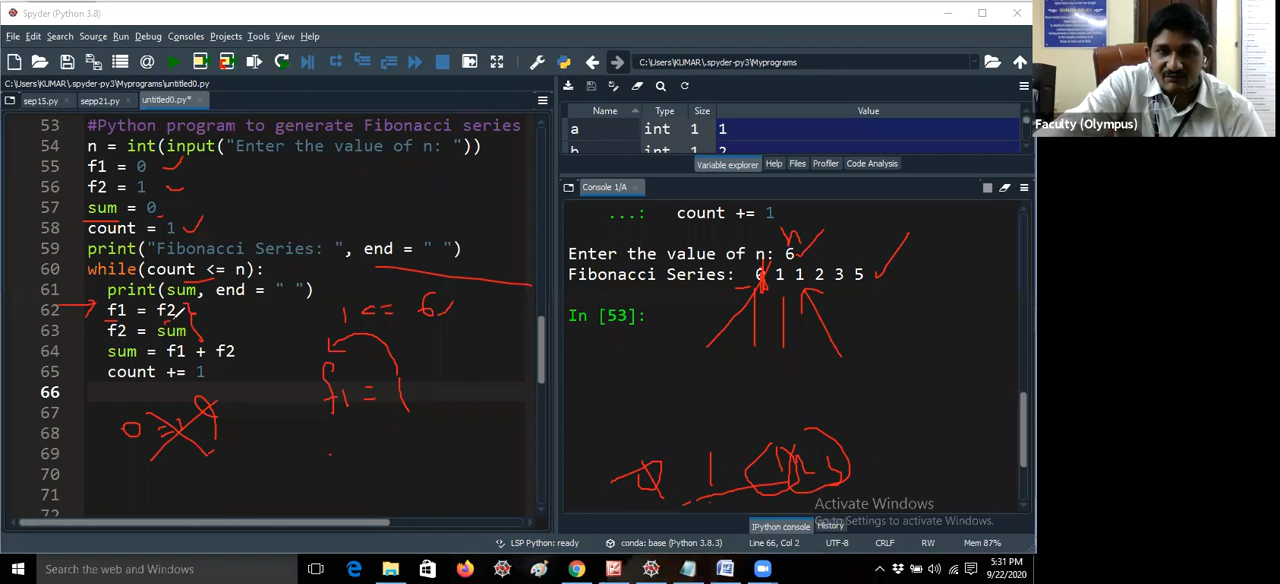 Spyder (Python 3.8)
File Edit Search Source Run Debug Consoles Projects Tools View Help
C:\Users\KUMAR\.spyder-py3\Myprograms
C:\Users\KUMAR\.spyder-py3\Myprograms\untitled0.py
sep15.py sepp21.py untitled0.py*
53 #Python program to generate Fibonacci series
54 n = int(input("Enter the value of n: "))
55 f1 = 0
56 f2 = 1
57 sum = 0
58 count = 1
59 print("Fibonacci Series: ", end = " ")
60 while(count <= n):
61 print(sum, end = " ")
62 f1 = f2
63 f2 = sum
64 sum = f1 + f2
65 count += 1
66
67
68
69
70
71
72
1 <= 6
f1 = 1
Name Type Size Value
a int 1 1
b int 1 2
Variable explorer Help Files Profiler Code Analysis
Console 1/A
...: count += 1
n
Enter the value of n: 6
Fibonacci Series: 0 1 1 2 3 5
In [53]:
Activate Windows
Go to Settings to activate Windows.
IPython console History
LSP Python: ready conda: base (Python 3.8.3) Line 66, Col 2 UTF-8 CRLF RW Mem 87%
Search Windows
5:31 PM
9/22/2020
Faculty (Olympus)